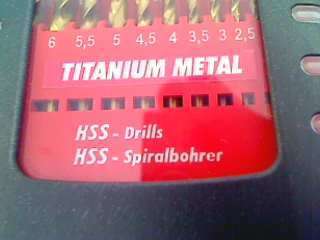 6 5,5 5 4,5 4 3,5 3 2,5
TITANIUM METAL
HSS - Drills
HSS - Spiralbohrer